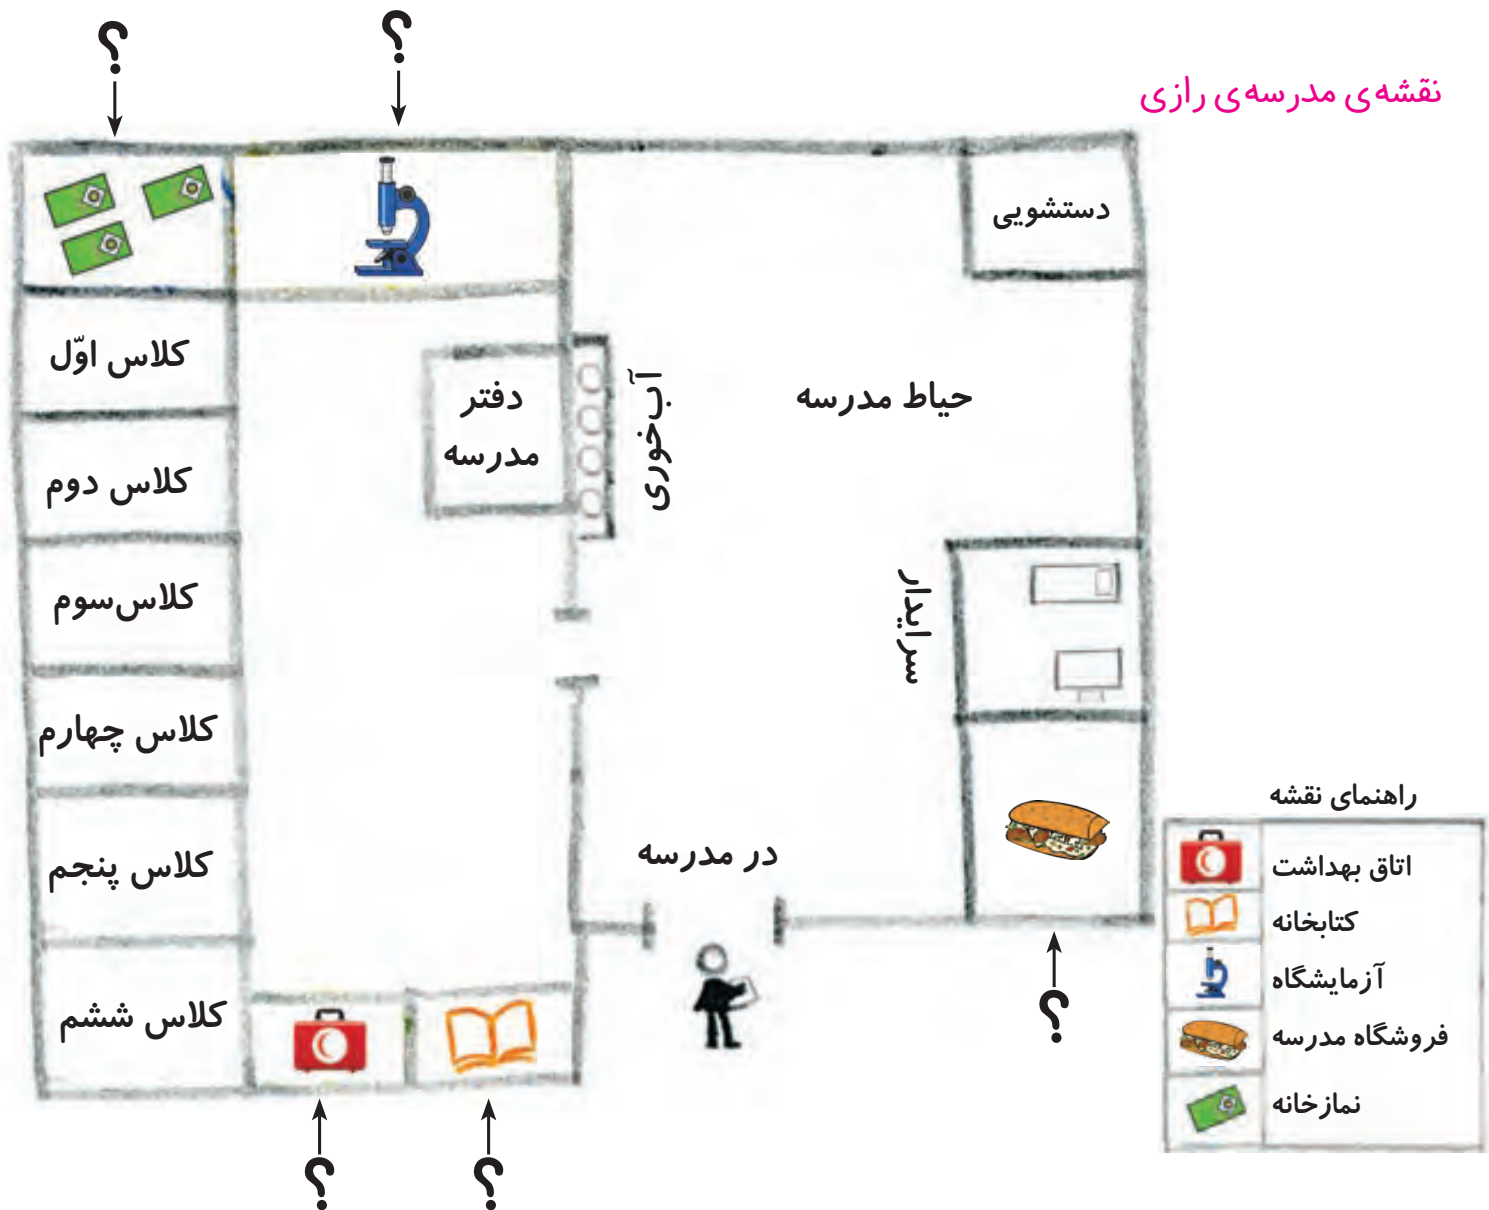 ؟
؟
نقشه‌ی مدرسه‌ی رازی
دستشویی
کلاس اوّل
دفتر
مدرسه
آب‌خوری
حیاط مدرسه
کلاس دوم
کلاس‌سوم
سرایدار
کلاس چهارم
کلاس پنجم
در مدرسه
کلاس ششم
؟
؟
؟
راهنمای نقشه
اتاق بهداشت
کتابخانه
آزمایشگاه
فروشگاه مدرسه
نمازخانه